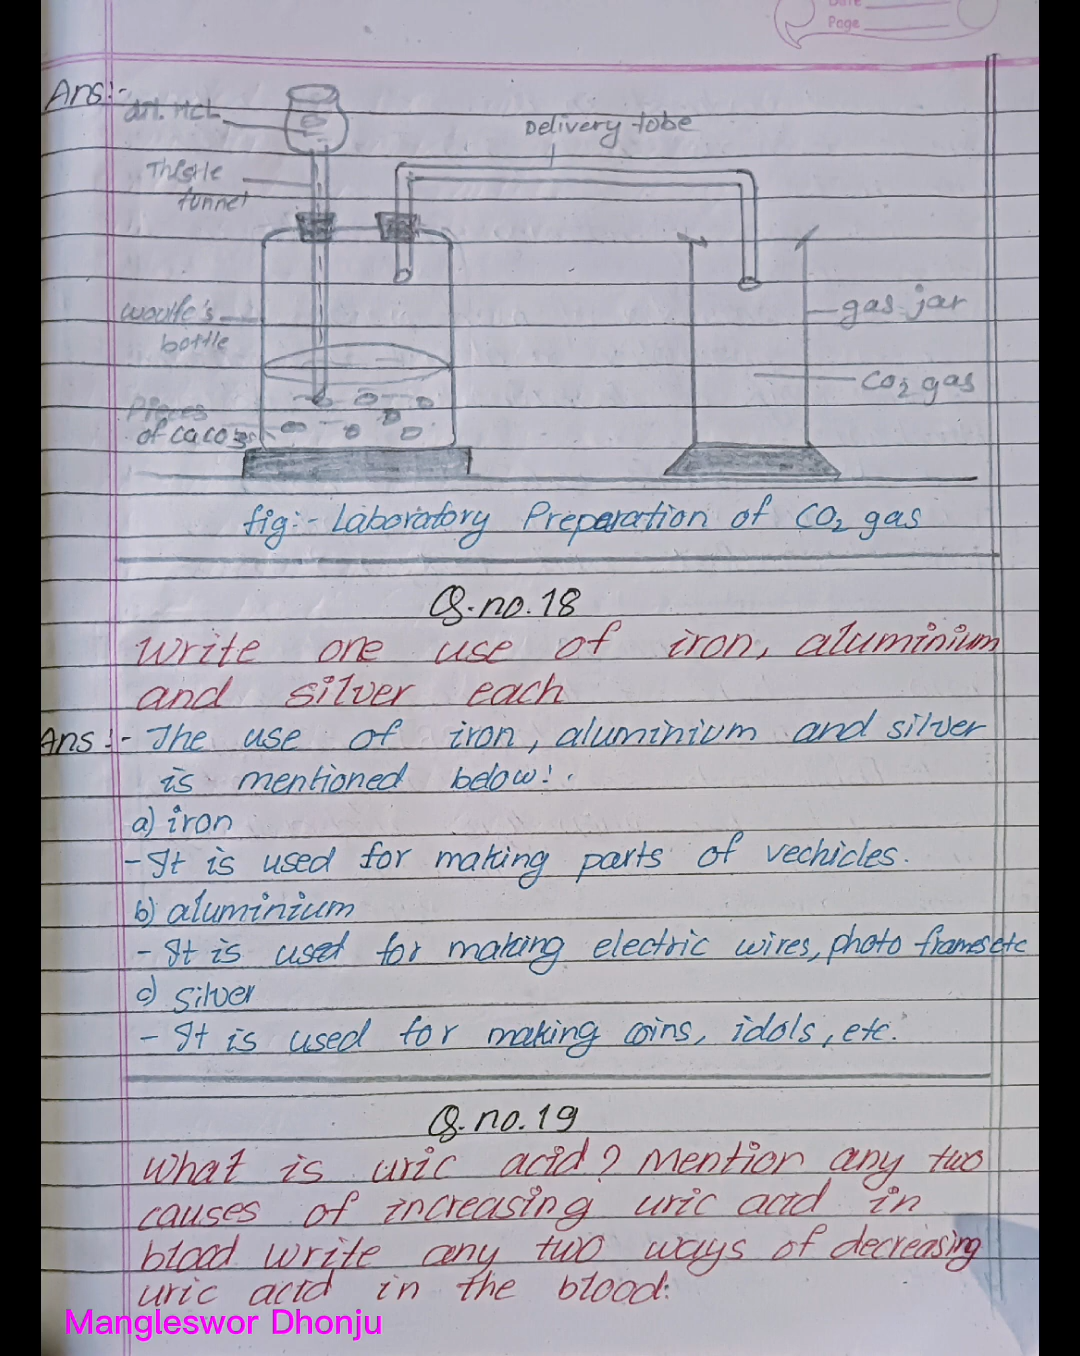 Date
Page
Ans:-
dil. HCL
Delivery tobe
Thistle
funnel
woulfe's
bottle
gas jar
CO2 gas
Pieces
of caco3
fig:- Laboratory Preperation of CO2 gas
Q.no.18
Write one use of iron, aluminium
and silver each
Ans:- The use of iron, aluminium and silver
is mentioned below:.
a) iron
- It is used for making parts of vechicles.
b) aluminium
- It is used for making electric wires, photo frames etc
c) silver
- It is used for making coins, idols, etc.
Q.no.19
What is uric acid? Mention any two
causes of increasing uric acid in
blood write any two ways of decreasing
uric acid in the blood.
Mangleswor Dhonju